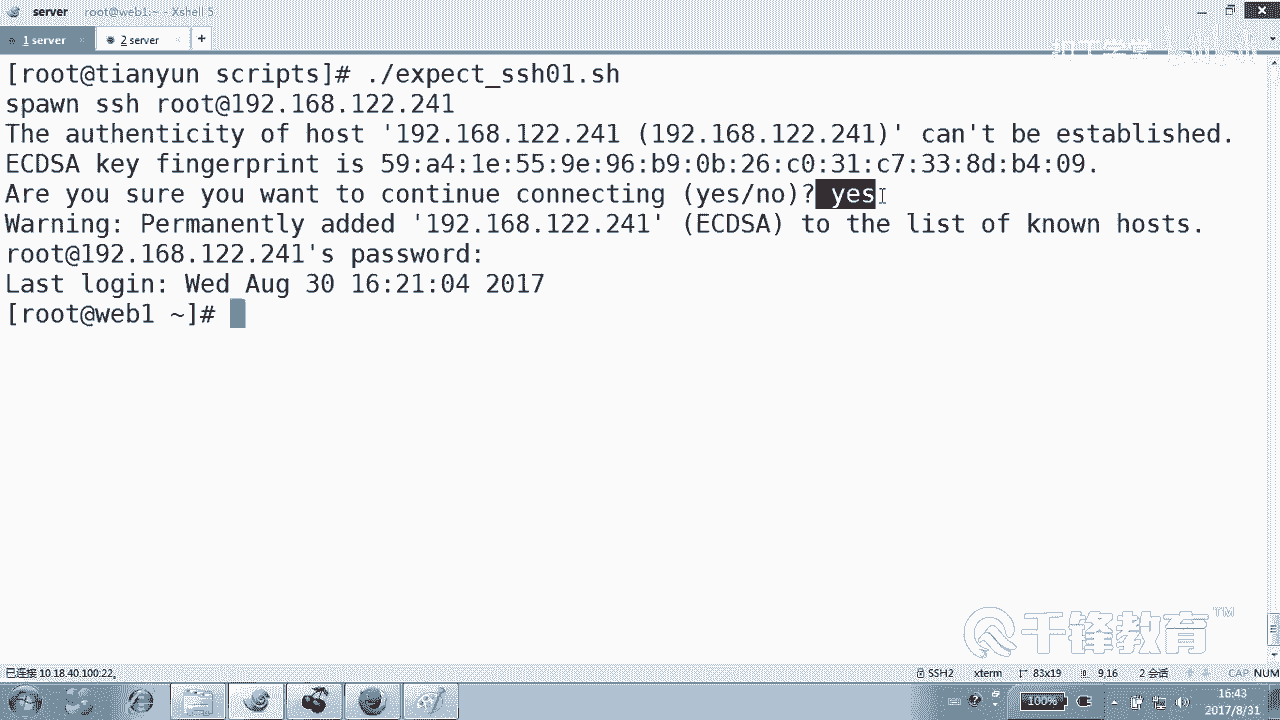 server root@web1:~ - Xshell 5
1 server
2 server
+
[root@tianyun scripts]# ./expect_ssh01.sh
spawn ssh root@192.168.122.241
The authenticity of host '192.168.122.241 (192.168.122.241)' can't be established.
ECDSA key fingerprint is 59:a4:1e:55:9e:96:b9:0b:26:c0:31:c7:33:8d:b4:09.
Are you sure you want to continue connecting (yes/no)? yes
Warning: Permanently added '192.168.122.241' (ECDSA) to the list of known hosts.
root@192.168.122.241's password:
Last login: Wed Aug 30 16:21:04 2017
[root@web1 ~]#
千锋教育™
已连接 10.18.40.100:22。
SSH2 xterm 83x19 9,16 2 会话 CAP NUM
100% 16:43
2017/8/31